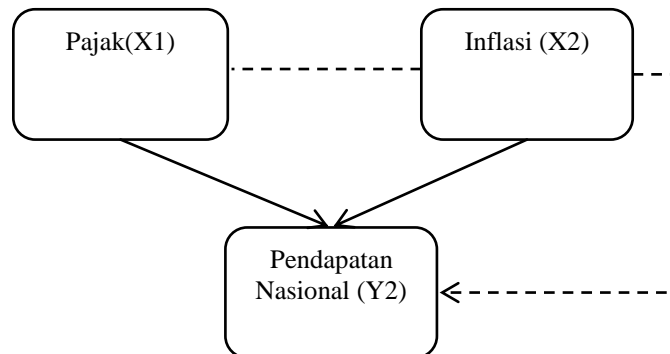 Pajak(X1)
Inflasi (X2)
Pendapatan
Nasional (Y2)